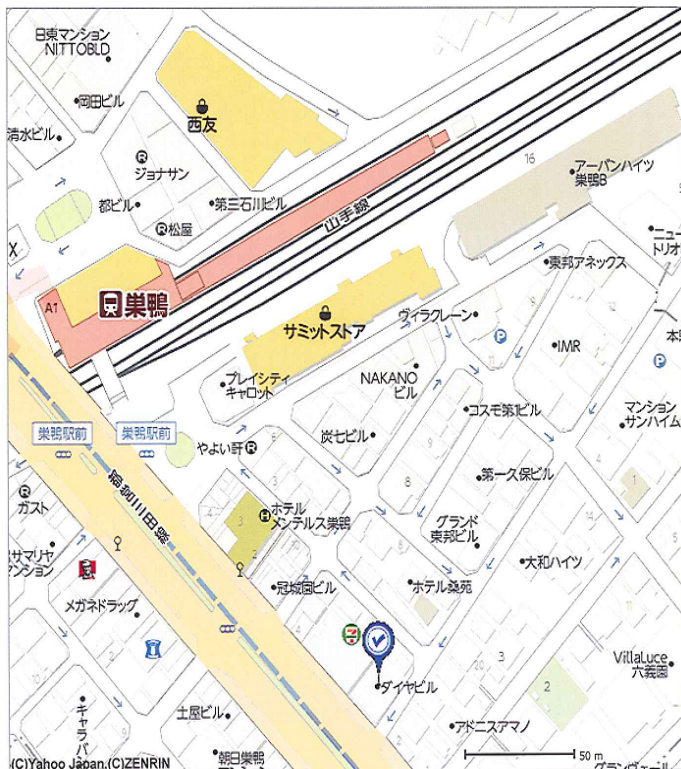 日東マンション
NITTOBLD
岡田ビル
清水ビル
西友
ジョナサン
都ビル
第三石川ビル
松屋
X
A1
巣鴨
山手線
16
アーバンハイツ
巣鴨B
ニュー
トリオ
東邦アネックス
サミットストア
ヴィラクレーン
IMR
プレイシティ
キャロット
NAKANO
ビル
コスモ第1ビル
マンション
サンハイム
巣鴨駅前
巣鴨駅前
やよい軒
炭七ビル
第一久保ビル
ガスト
ホテル
メンテルス巣鴨
グランド
東邦ビル
大和ハイツ
サマリヤ
マンション
冠城園ビル
ホテル桑苑
メガネドラッグ
VillaLuce
六義園
ダイヤビル
キャラバ
土屋ビル
アドニスアマノ
朝日巣鴨
50 m
グランヴェール
(C)Yahoo Japan,(C)ZENRIN